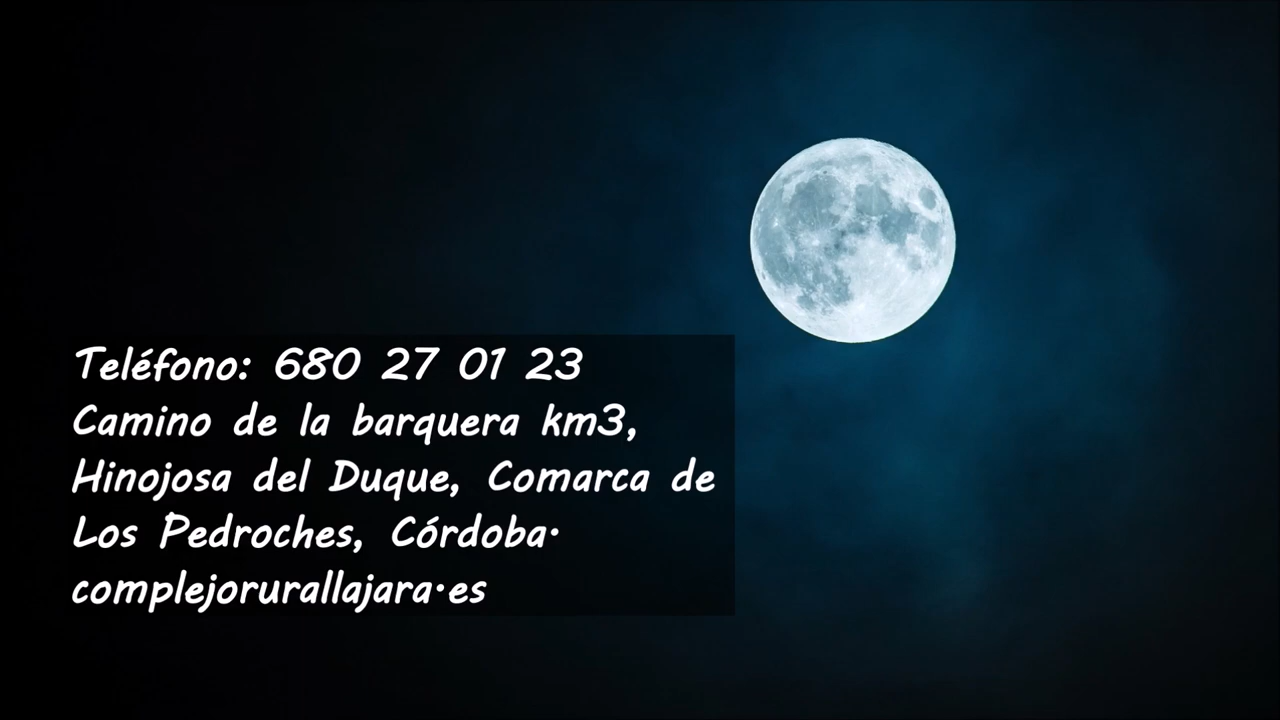 Teléfono: 680 27 01 23
Camino de la barquera km3,
Hinojosa del Duque, Comarca de
Los Pedroches, Córdoba·
complejorurallajara·es